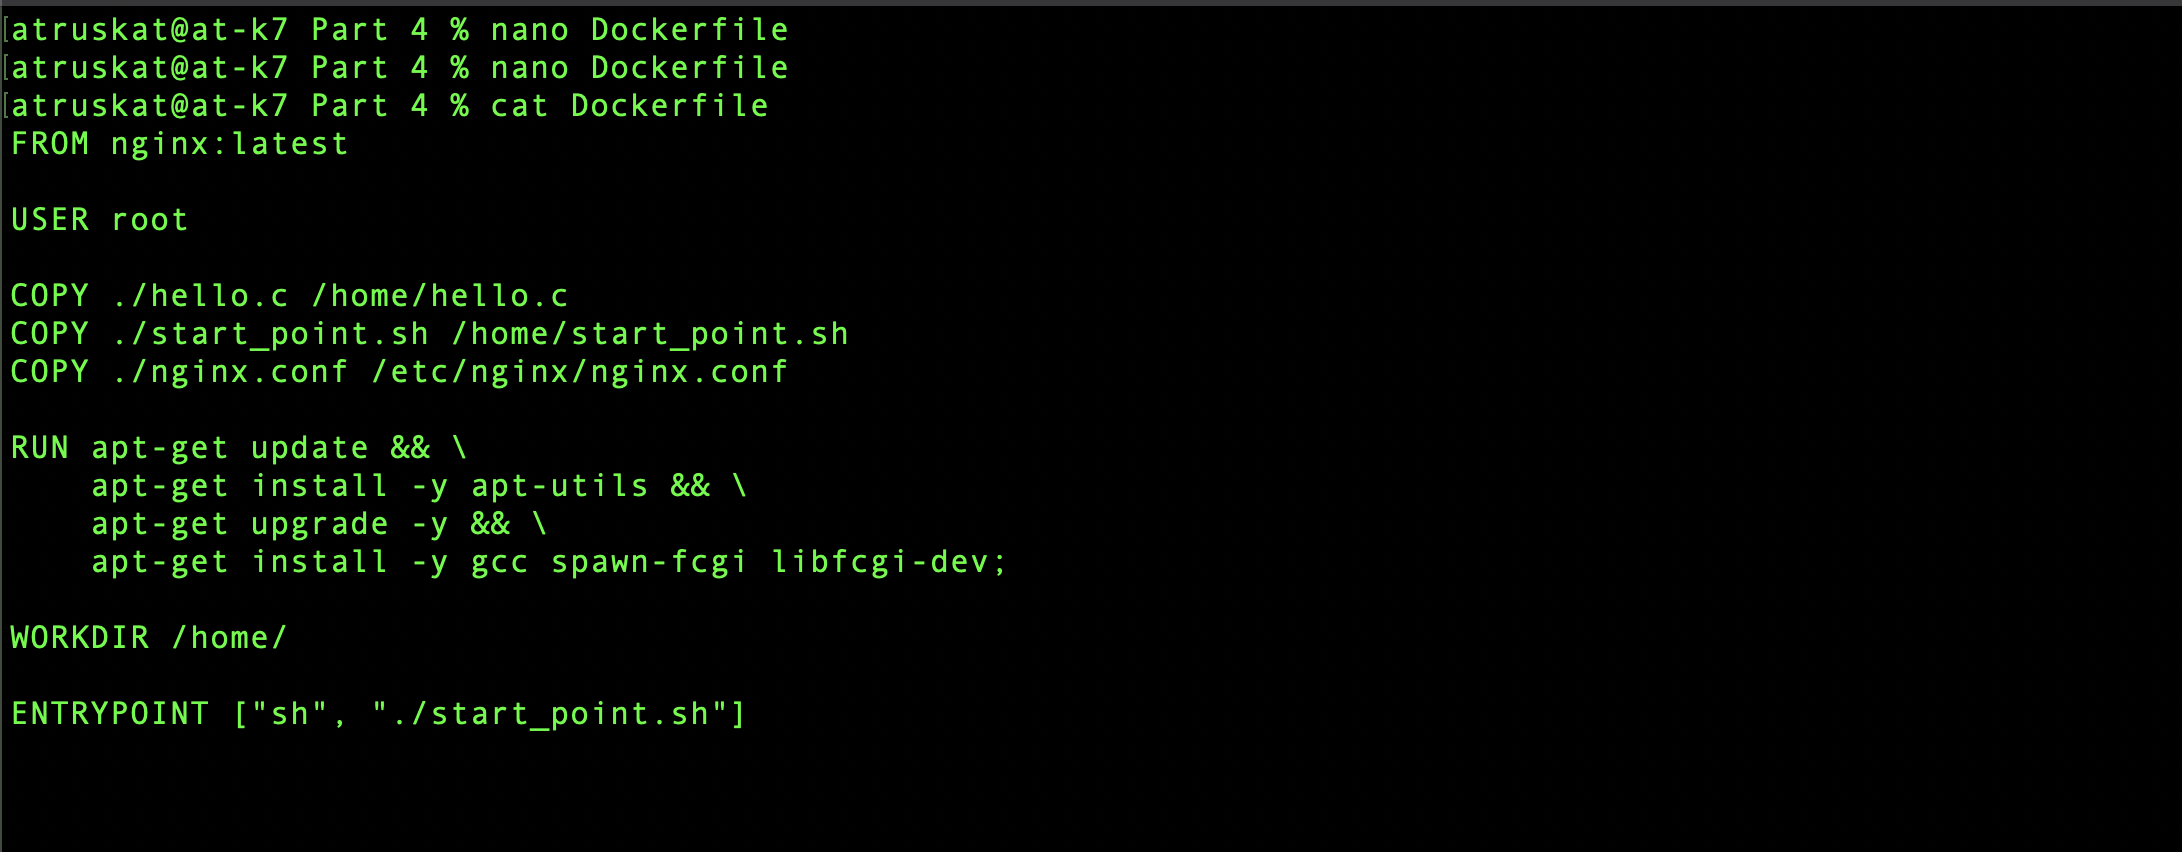 [atruskat@at-k7 Part 4 % nano Dockerfile
[atruskat@at-k7 Part 4 % nano Dockerfile
[atruskat@at-k7 Part 4 % cat Dockerfile
FROM nginx:latest

USER root

COPY ./hello.c /home/hello.c
COPY ./start_point.sh /home/start_point.sh
COPY ./nginx.conf /etc/nginx/nginx.conf

RUN apt-get update && \
    apt-get install -y apt-utils && \
    apt-get upgrade -y && \
    apt-get install -y gcc spawn-fcgi libfcgi-dev;

WORKDIR /home/

ENTRYPOINT ["sh", "./start_point.sh"]